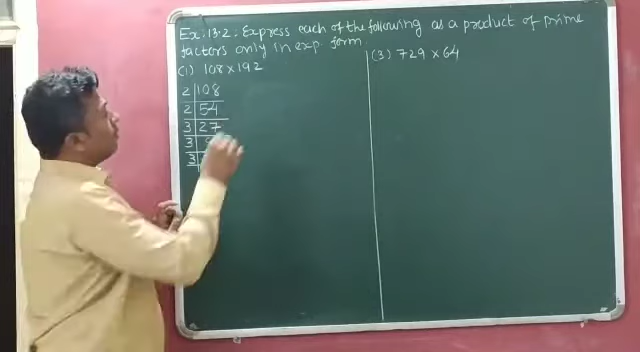 Ex: 13.2: Express each of the following as a product of prime
factors only in exp. form.
(1) 108 x 192
(3) 729 x 64
2 108
2 54
3 27
3
3